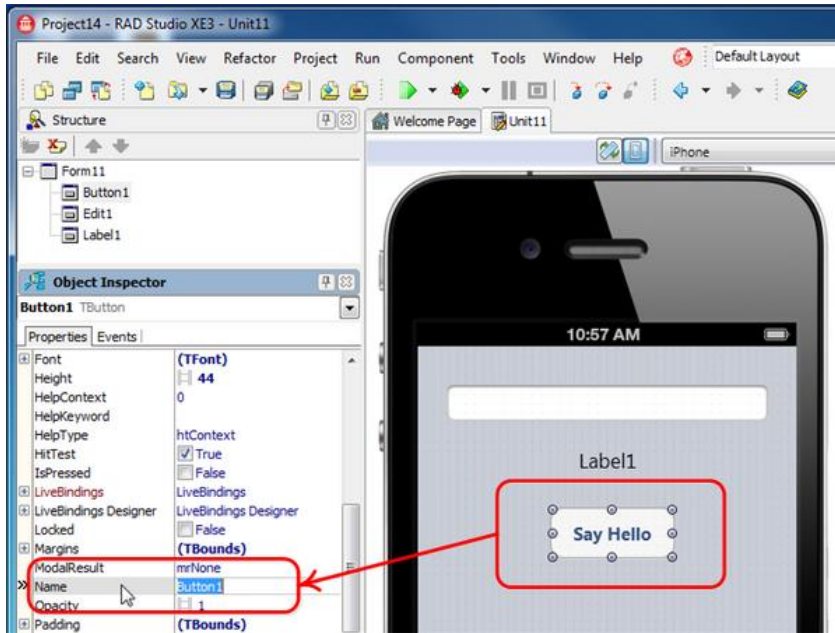 Project14 - RAD Studio XE3 - Unit11
File Edit Search View Refactor Project Run Component Tools Window Help Default Layout
Structure
Form11
Button1
Edit1
Label1
Object Inspector
Button1 TButton
Properties Events
Font (TFont)
Height 44
HelpContext 0
HelpKeyword
HelpType htContext
HitTest True
IsPressed False
LiveBindings LiveBindings
LiveBindings Designer LiveBindings Designer
Locked False
Margins (TBounds)
ModalResult mrNone
Name Button1
Opacity 1
Padding (TBounds)
Welcome Page Unit11
iPhone
10:57 AM
Label1
Say Hello